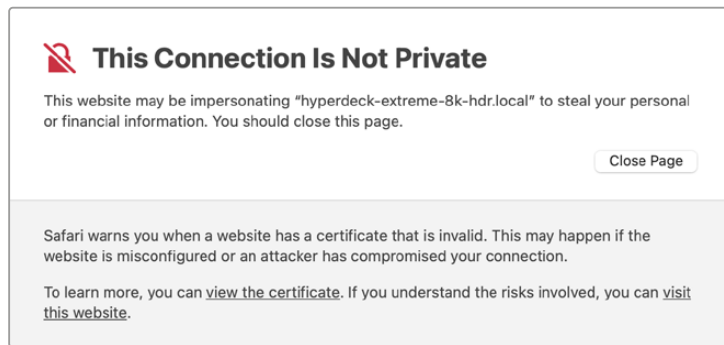 This Connection Is Not Private
This website may be impersonating “hyperdeck-extreme-8k-hdr.local” to steal your personal
or financial information. You should close this page.
Close Page
Safari warns you when a website has a certificate that is invalid. This may happen if the
website is misconfigured or an attacker has compromised your connection.
To learn more, you can view the certificate. If you understand the risks involved, you can visit
this website.